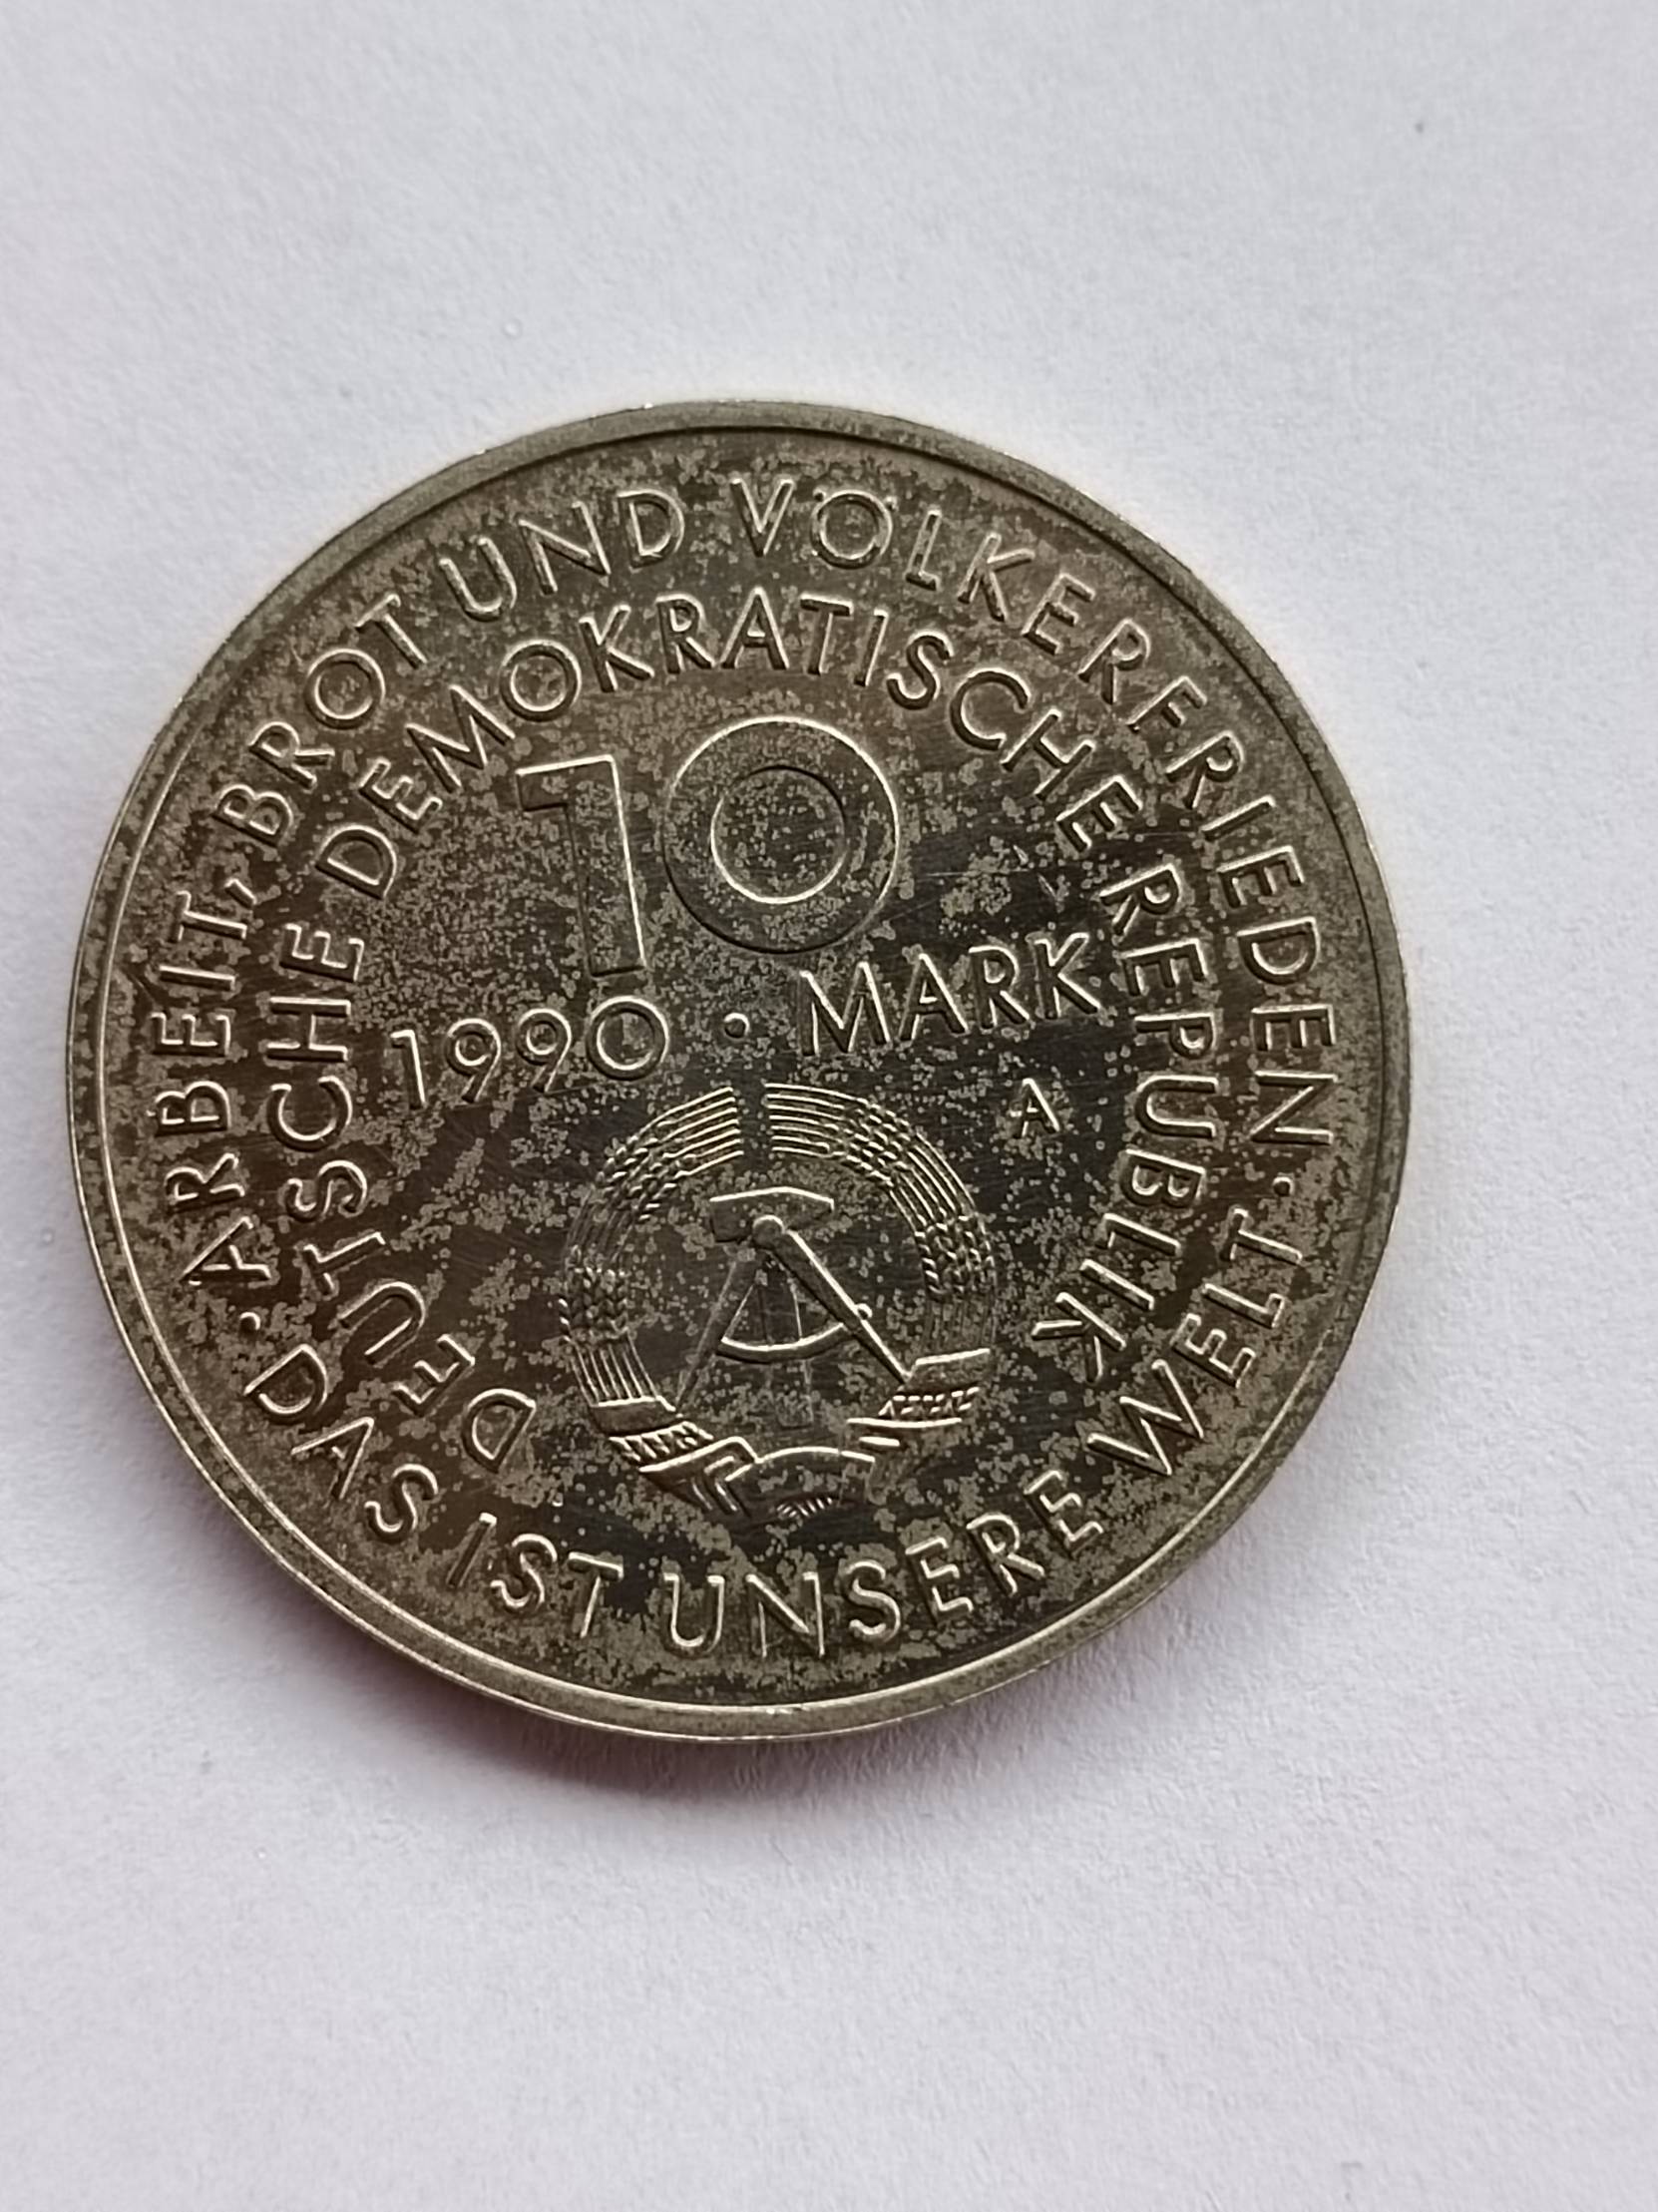 · ARBEIT, BROT UND VÖLKERFRIEDEN ·
DAS IST UNSERE WELT
DEUTSCHE DEMOKRATISCHE REPUBLIK
10
1990 · MARK
A